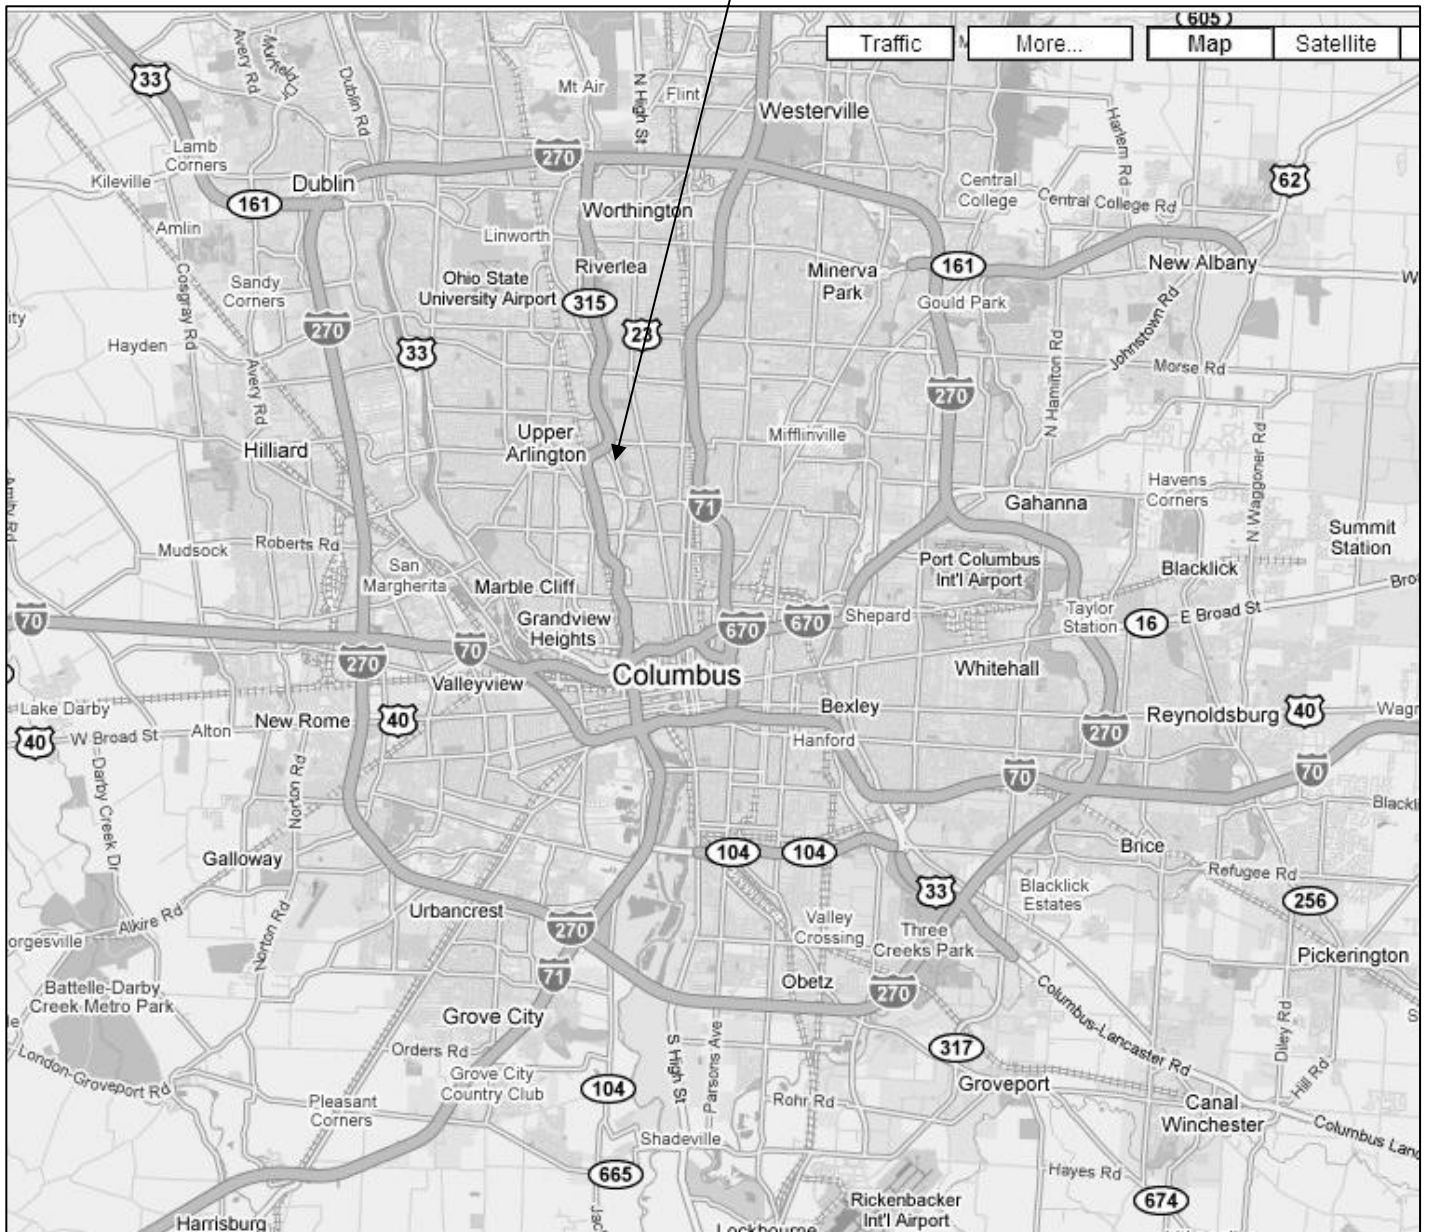 (605)
Traffic
More...
Map
Satellite
33
Avery Rd
Muirfield Dr
Dublin Rd
Mt Air
N High St
Flint
Westerville
Harlem Rd
Lamb
Corners
Kileville
Dublin
270
161
Worthington
Central
College
Central College Rd
62
Amlin
Linworth
Cosgray Rd
Sandy
Corners
Ohio State
University Airport
Riverlea
315
Minerva
Park
161
New Albany
Gould Park
270
23
33
Hayden
Avery Rd
N Hamilton Rd
Johnstown Rd
Morse Rd
270
Hilliard
Upper
Arlington
Mifflinville
N Waggoner Rd
Amity Rd
71
Gahanna
Havens
Corners
Summit
Station
Mudsock
Roberts Rd
San
Margherita
Marble Cliff
Port Columbus
Int'l Airport
Blacklick
70
Grandview
Heights
670
670
Shepard
Taylor
Station
16
E Broad St
270
70
Columbus
Whitehall
Valleyview
Lake Darby
New Rome
40
Bexley
Reynoldsburg
40
40
W Broad St
Alton
Hanford
270
Darby Creek Dr
Norton Rd
70
70
Galloway
104
104
Brice
Refugee Rd
33
Blacklick
Estates
256
Alkire Rd
Norton Rd
Urbancrest
270
Valley
Crossing
Three
Creeks Park
Pickerington
orgesville
71
Obetz
270
Battelle-Darby
Creek Metro Park
Grove City
Columbus-Lancaster Rd
Diley Rd
London-Groveport Rd
Orders Rd
Grove City
Country Club
S High St
Parsons Ave
317
Groveport
Hill Rd
104
Pleasant
Corners
Rohr Rd
Canal
Winchester
Shadeville
Columbus Lanc
665
Hayes Rd
674
Rickenbacker
Int'l Airport
Harrisburg
Lockbourne